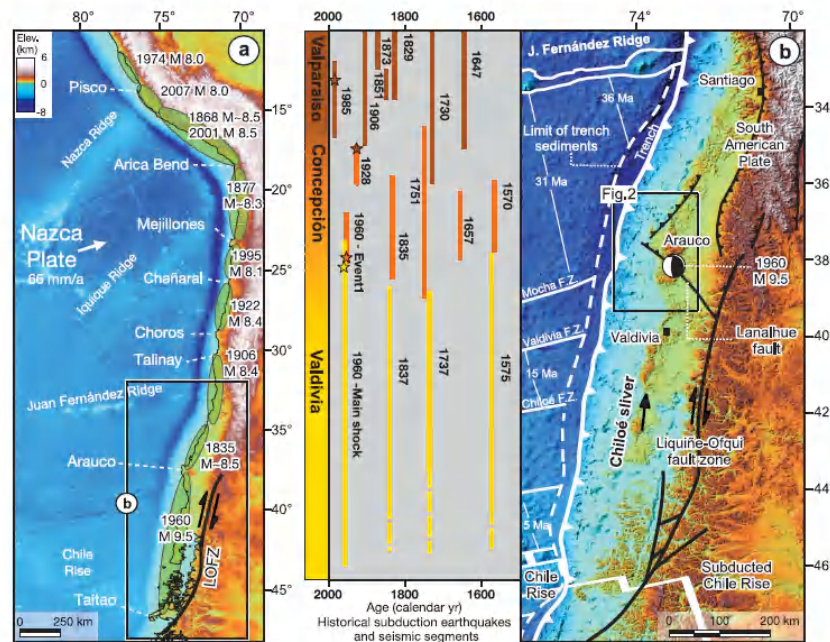 80°
75°
70°
a
Elev.
(km)
6
0
-8
1974 M 8.0
Pisco
2007 M 8.0
15°
1868 M~8.5
2001 M 8.5
Nazca Ridge
Arica Bend
1877
M~8.3
20°
Mejillones
Nazca
Plate
66 mm/a
1995
M 8.1
Iquique Ridge
25°
Chañaral
1922
M 8.4
Choros
Talinay
30°
1906
M 8.4
Juan Fernández Ridge
35°
1835
M~8.5
Arauco
b
40°
1960
M 9.5
LOFZ
Chile
Rise
45°
Taitao
0 250 km
2000
1800
1600
Valparaiso
Concepción
Valdivia
1985
1906
1851
1873
1829
1730
1647
1928
1751
1570
1657
1835
1960 - Event1
1960 -Main shock
1837
1737
1575
2000
1800
1600
Age (calendar yr)
Historical subduction earthquakes
and seismic segments
74°
70°
b
J. Fernández Ridge
Santiago
36 Ma
34°
Limit of trench
sediments
Trench
South
American
Plate
31 Ma
Fig.2
36°
Arauco
38°
1960
M 9.5
Mocha F.Z.
Valdivia F.Z.
Valdivia
40°
Lanalhue
fault
15 Ma
Chiloé F.Z.
Chiloé sliver
42°
Liquiñe-Ofqui
fault zone
44°
5 Ma
Chile
Rise
Subducted
Chile Rise
46°
0 100 200 km